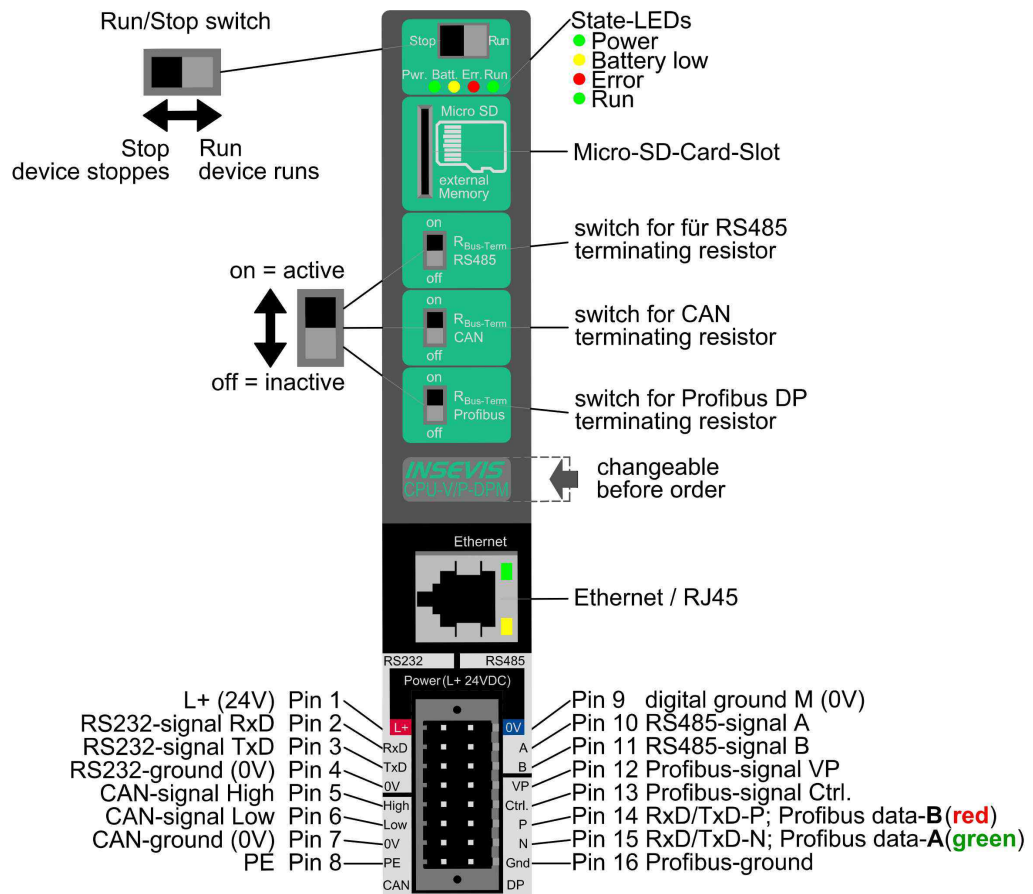 Run/Stop switch
Stop
device stoppes
Run
device runs
Stop
Run
Pwr. Batt. Err. Run
State-LEDs
Power
Battery low
Error
Run
Micro SD
external
Memory
Micro-SD-Card-Slot
on
RBus-Term
RS485
off
switch for für RS485
terminating resistor
on = active
off = inactive
on
RBus-Term
CAN
off
switch for CAN
terminating resistor
on
RBus-Term
Profibus
off
switch for Profibus DP
terminating resistor
INSEVIS
CPU-V/P-DPM
changeable
before order
Ethernet
Ethernet / RJ45
RS232
RS485
Power(L+ 24VDC)
L+ (24V) Pin 1
RS232-signal RxD Pin 2
RS232-signal TxD Pin 3
RS232-ground (0V) Pin 4
CAN-signal High Pin 5
CAN-signal Low Pin 6
CAN-ground (0V) Pin 7
PE Pin 8
L+
RxD
TxD
0V
High
Low
0V
PE
CAN
0V
A
B
VP
Ctrl.
P
N
Gnd
DP
Pin 9 digital ground M (0V)
Pin 10 RS485-signal A
Pin 11 RS485-signal B
Pin 12 Profibus-signal VP
Pin 13 Profibus-signal Ctrl.
Pin 14 RxD/TxD-P; Profibus data-B(red)
Pin 15 RxD/TxD-N; Profibus data-A(green)
Pin 16 Profibus-ground